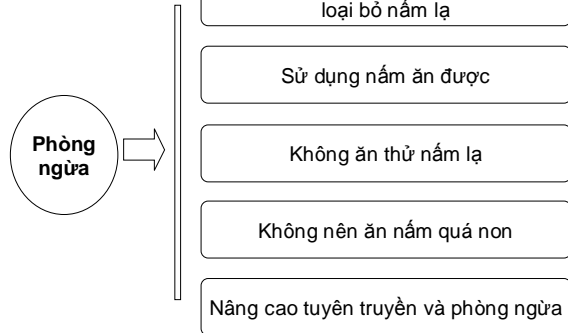 loại bỏ nấm lạ
Sử dụng nấm ăn được
Phòng
ngừa
Không ăn thử nấm lạ
Không nên ăn nấm quá non
Nâng cao tuyên truyền và phòng ngừa